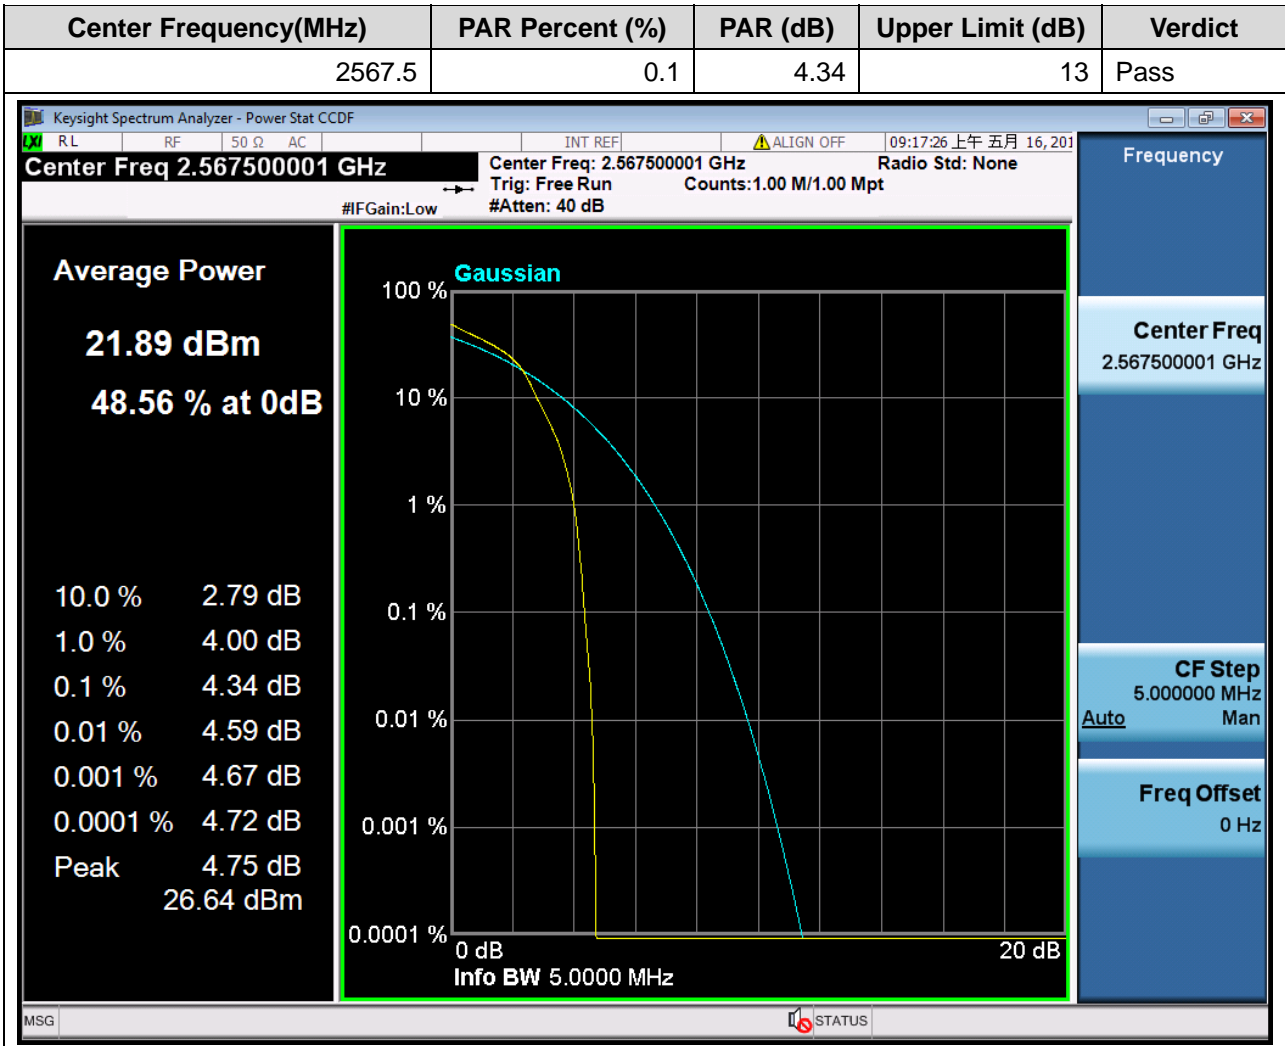 Center Frequency(MHz) PAR Percent (%) PAR (dB) Upper Limit (dB) Verdict
2567.5 0.1 4.34 13 Pass
Keysight Spectrum Analyzer - Power Stat CCDF
LXI RL RF 50 Ω AC INT REF ALIGN OFF 09:17:26 上午 五月 16, 201
Center Freq 2.567500001 GHz
Center Freq: 2.567500001 GHz Radio Std: None
Trig: Free Run Counts:1.00 M/1.00 Mpt
#IFGain:Low #Atten: 40 dB
Frequency
Average Power
21.89 dBm
48.56 % at 0dB
10.0 % 2.79 dB
1.0 % 4.00 dB
0.1 % 4.34 dB
0.01 % 4.59 dB
0.001 % 4.67 dB
0.0001 % 4.72 dB
Peak 4.75 dB
26.64 dBm
Gaussian
100 %
10 %
1 %
0.1 %
0.01 %
0.001 %
0.0001 %
0 dB 20 dB
Info BW 5.0000 MHz
Center Freq
2.567500001 GHz
CF Step
5.000000 MHz
Auto Man
Freq Offset
0 Hz
MSG STATUS